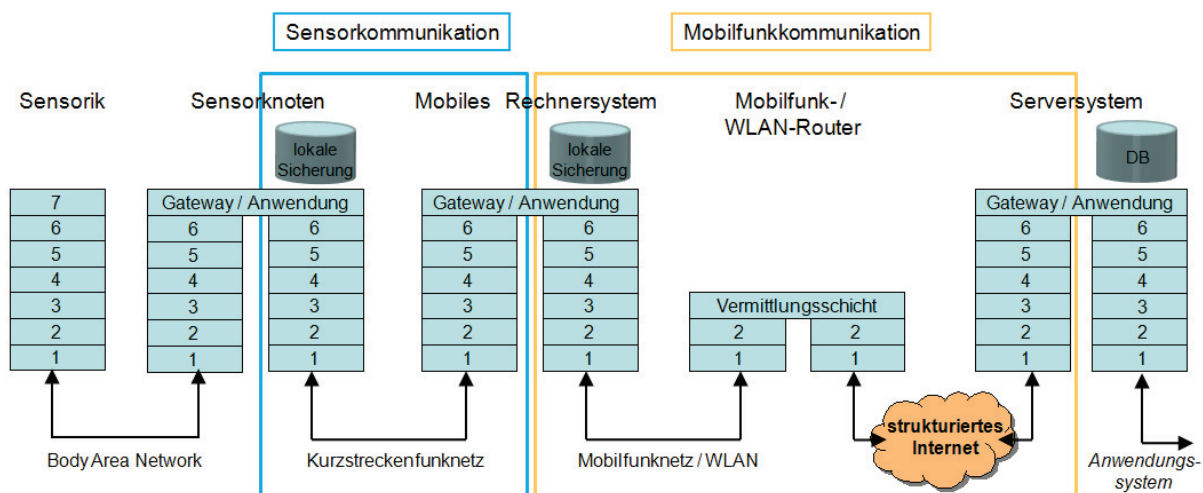 Sensorkommunikation
Mobilfunkkommunikation
Sensorik
Sensorknoten
Mobiles Rechnersystem
Mobilfunk- /
WLAN-Router
Serversystem
lokale
Sicherung
lokale
Sicherung
DB
7
6
5
4
3
2
1
Gateway / Anwendung
6 6
5 5
4 4
3 3
2 2
1 1
Gateway / Anwendung
6 6
5 5
4 4
3 3
2 2
1 1
Vermittlungsschicht
2 2
1 1
Gateway / Anwendung
6 6
5 5
4 4
3 3
2 2
1 1
Body Area Network
Kurzstreckenfunknetz
Mobilfunknetz / WLAN
strukturiertes
Internet
Anwendungs-
system